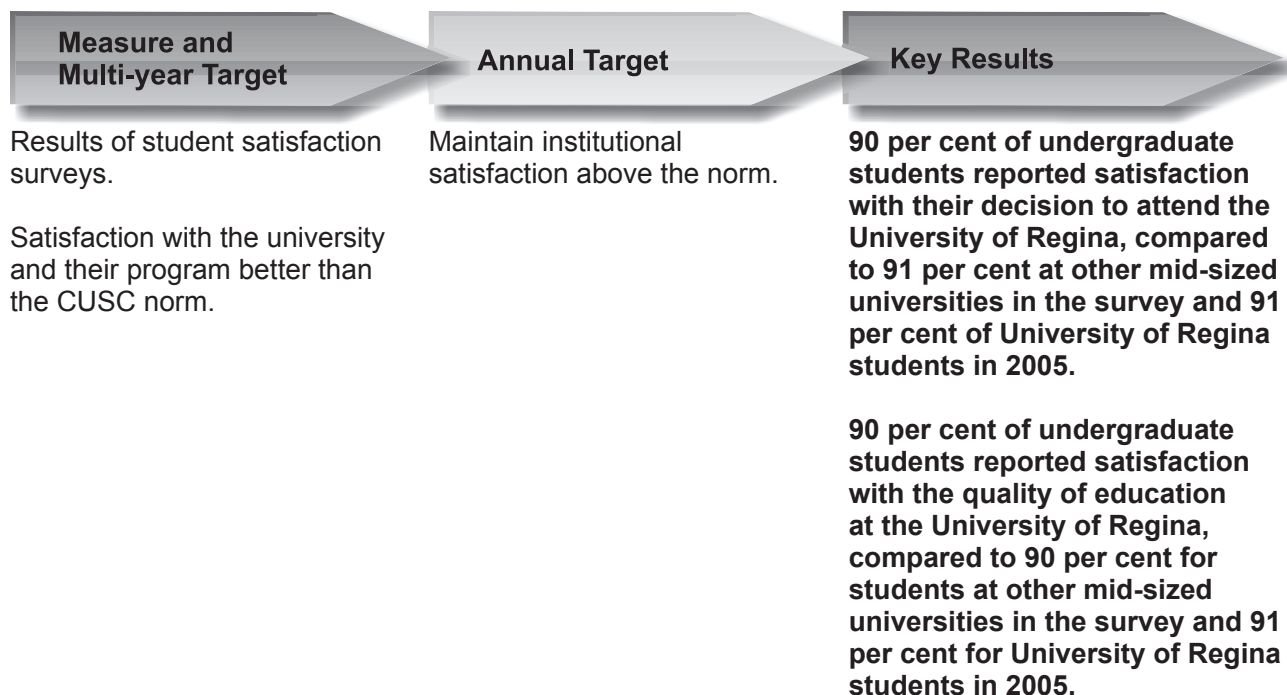 Measure and
Multi-year Target
Annual Target
Key Results
Results of student satisfaction
surveys.
Satisfaction with the university
and their program better than
the CUSC norm.
Maintain institutional
satisfaction above the norm.
90 per cent of undergraduate
students reported satisfaction
with their decision to attend the
University of Regina, compared
to 91 per cent at other mid-sized
universities in the survey and 91
per cent of University of Regina
students in 2005.
90 per cent of undergraduate
students reported satisfaction
with the quality of education
at the University of Regina,
compared to 90 per cent for
students at other mid-sized
universities in the survey and 91
per cent for University of Regina
students in 2005.